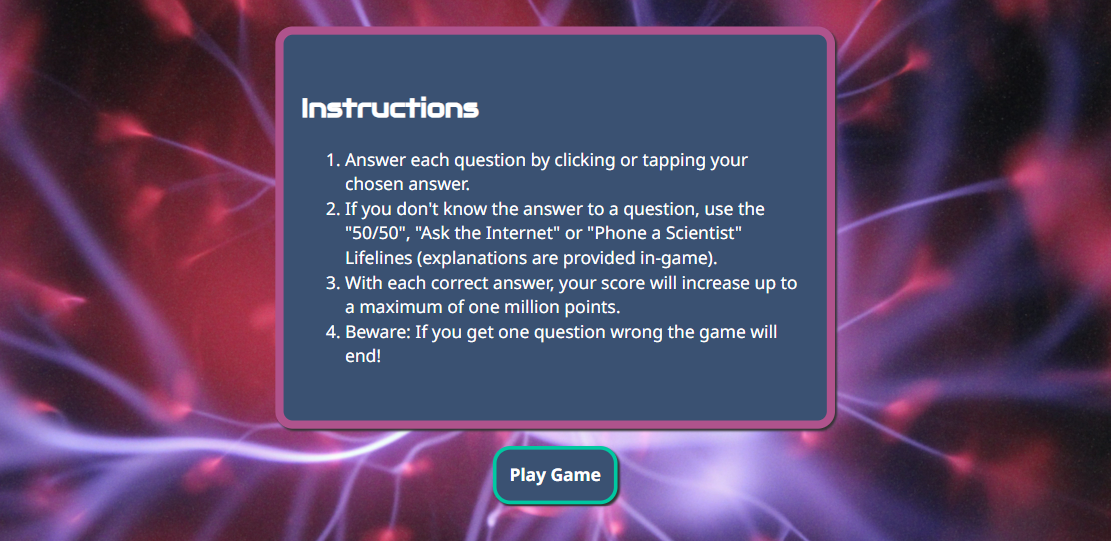 Instructions
1. Answer each question by clicking or tapping your
chosen answer.
2. If you don't know the answer to a question, use the
"50/50", "Ask the Internet" or "Phone a Scientist"
Lifelines (explanations are provided in-game).
3. With each correct answer, your score will increase up to
a maximum of one million points.
4. Beware: If you get one question wrong the game will
end!
Play Game